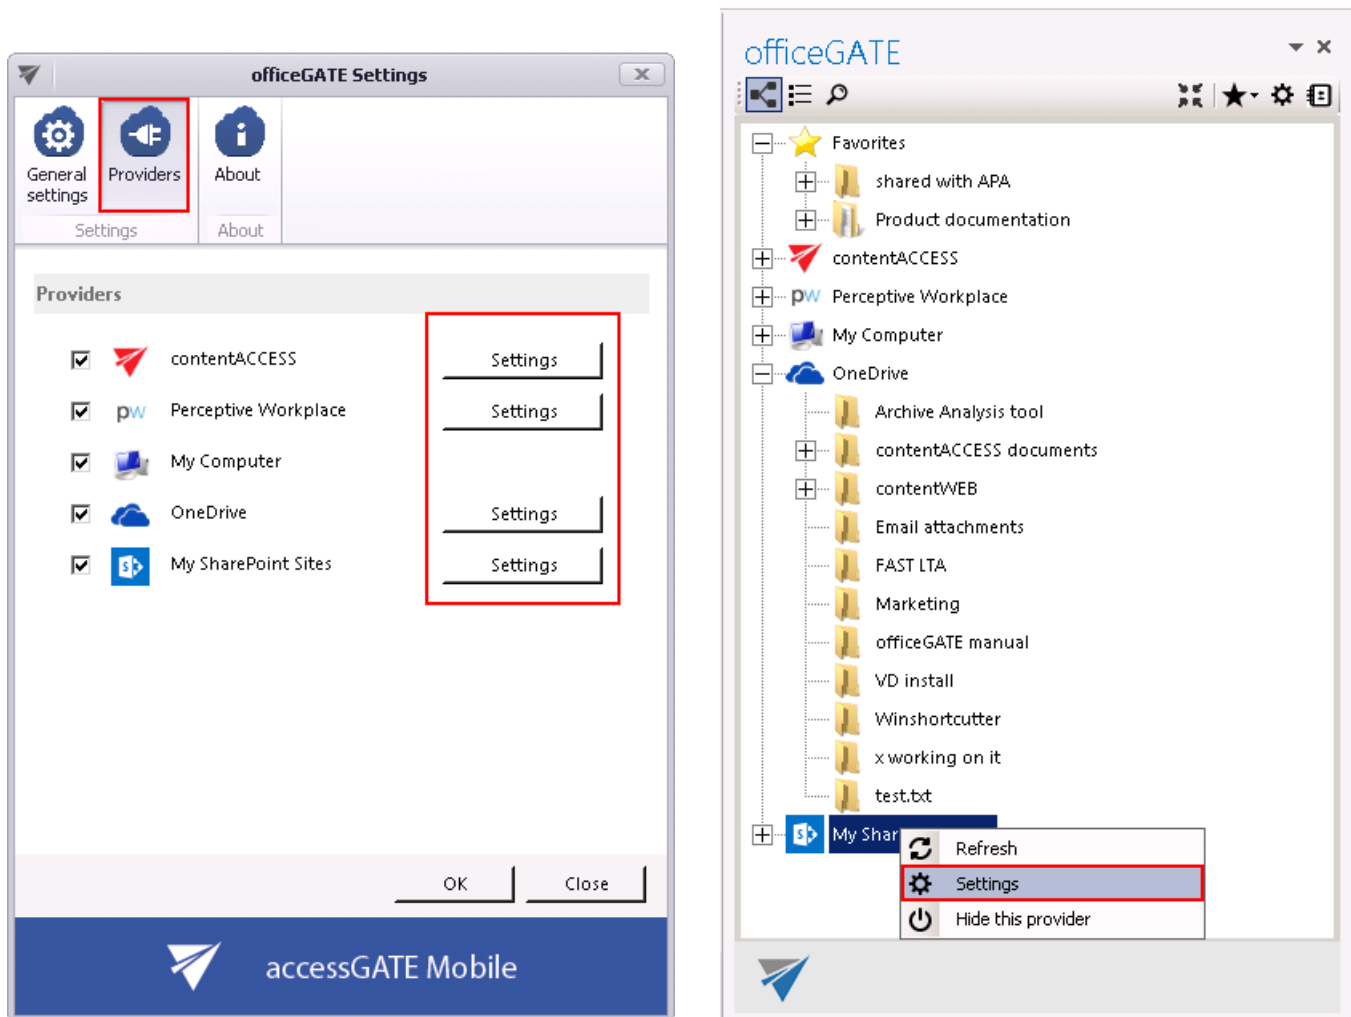 officeGATE Settings
General
settings
Providers
About
Settings
About
Providers
contentACCESS
Settings
pw
Perceptive Workplace
Settings
My Computer
OneDrive
Settings
S
My SharePoint Sites
Settings
OK
Close
accessGATE Mobile
officeGATE
Favorites
shared with APA
Product documentation
contentACCESS
pw Perceptive Workplace
My Computer
OneDrive
Archive Analysis tool
contentACCESS documents
contentWEB
Email attachments
FAST LTA
Marketing
officeGATE manual
VD install
Winshortcutter
x working on it
test.txt
S My Shar
Refresh
Settings
Hide this provider